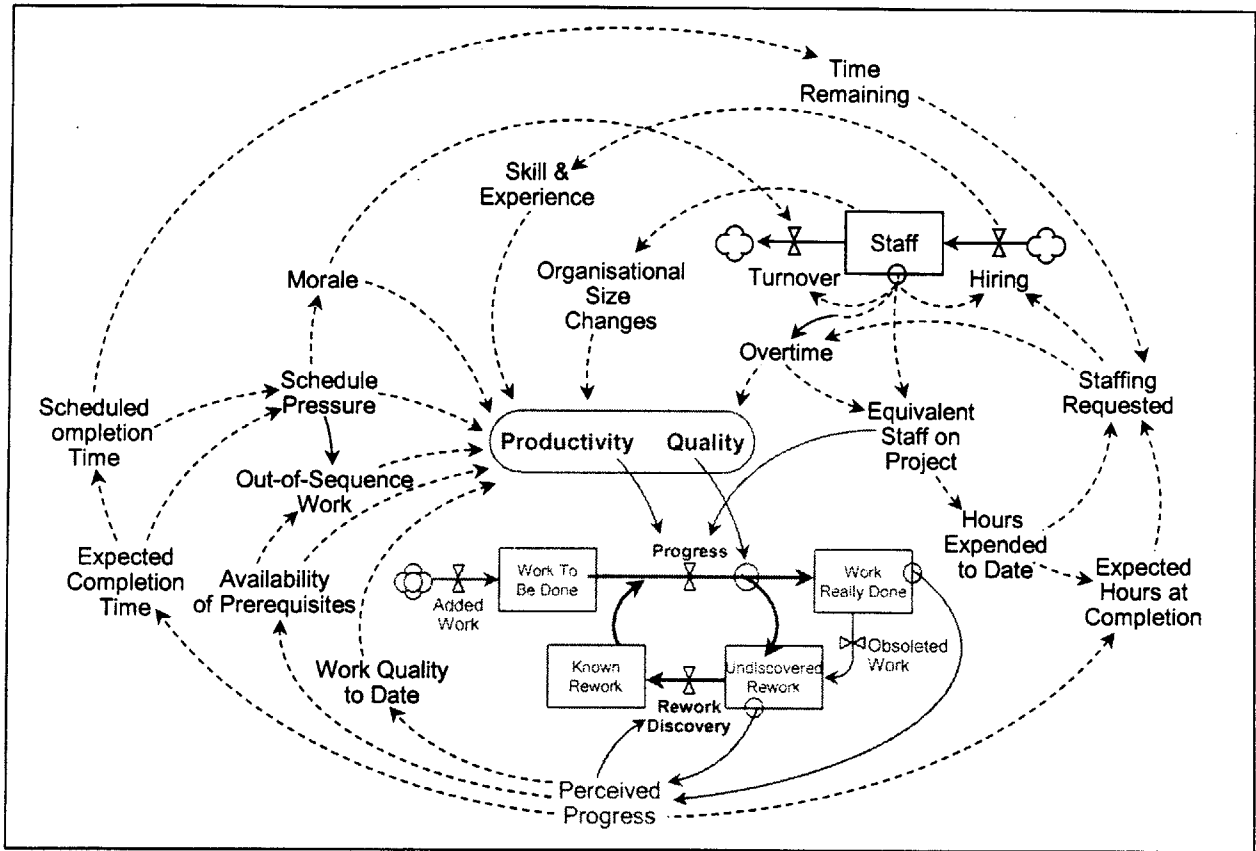 Time
Remaining
Skill &
Experience
Staff
Turnover
Hiring
Organisational
Size
Changes
Morale
Overtime
Schedule
Pressure
Staffing
Requested
Scheduled
ompletion
Time
Equivalent
Staff on
Project
Productivity Quality
Out-of-Sequence
Work
Hours
Expended
to Date
Expected
Completion
Time
Availability
of Prerequisites
Progress
Work To
Be Done
Work
Really Done
Added
Work
Expected
Hours at
Completion
Obsoleted
Work
Known
Rework
Undiscovered
Rework
Work Quality
to Date
Rework
Discovery
Perceived
Progress